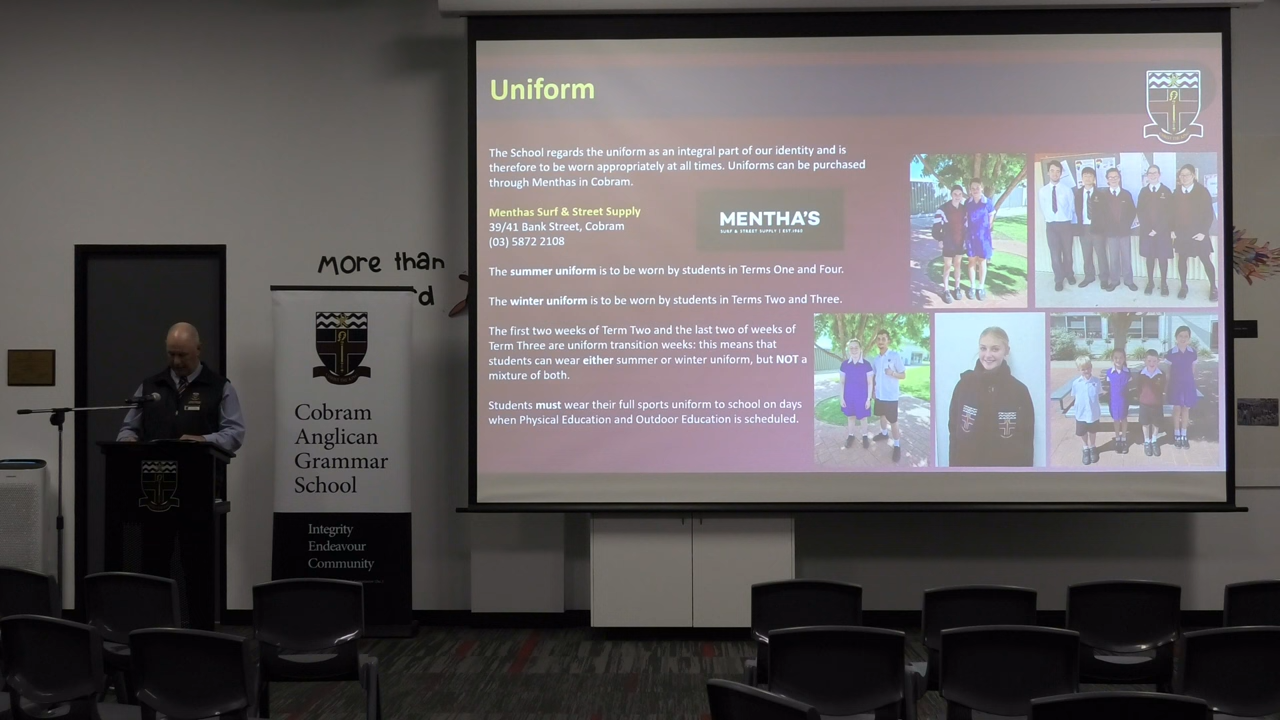 Uniform
The School regards the uniform as an integral part of our identity and is
therefore to be worn appropriately at all times. Uniforms can be purchased
through Menthas in Cobram.
Menthas Surf & Street Supply
39/41 Bank Street, Cobram
(03) 5872 2108
MENTHA'S
SURF & STREET SUPPLY | EST.1962
The summer uniform is to be worn by students in Terms One and Four.
The winter uniform is to be worn by students in Terms Two and Three.
The first two weeks of Term Two and the last two of weeks of
Term Three are uniform transition weeks: this means that
students can wear either summer or winter uniform, but NOT a
mixture of both.
Students must wear their full sports uniform to school on days
when Physical Education and Outdoor Education is scheduled.
More than
Cobram
Anglican
Grammar
School
Integrity
Endeavour
Community